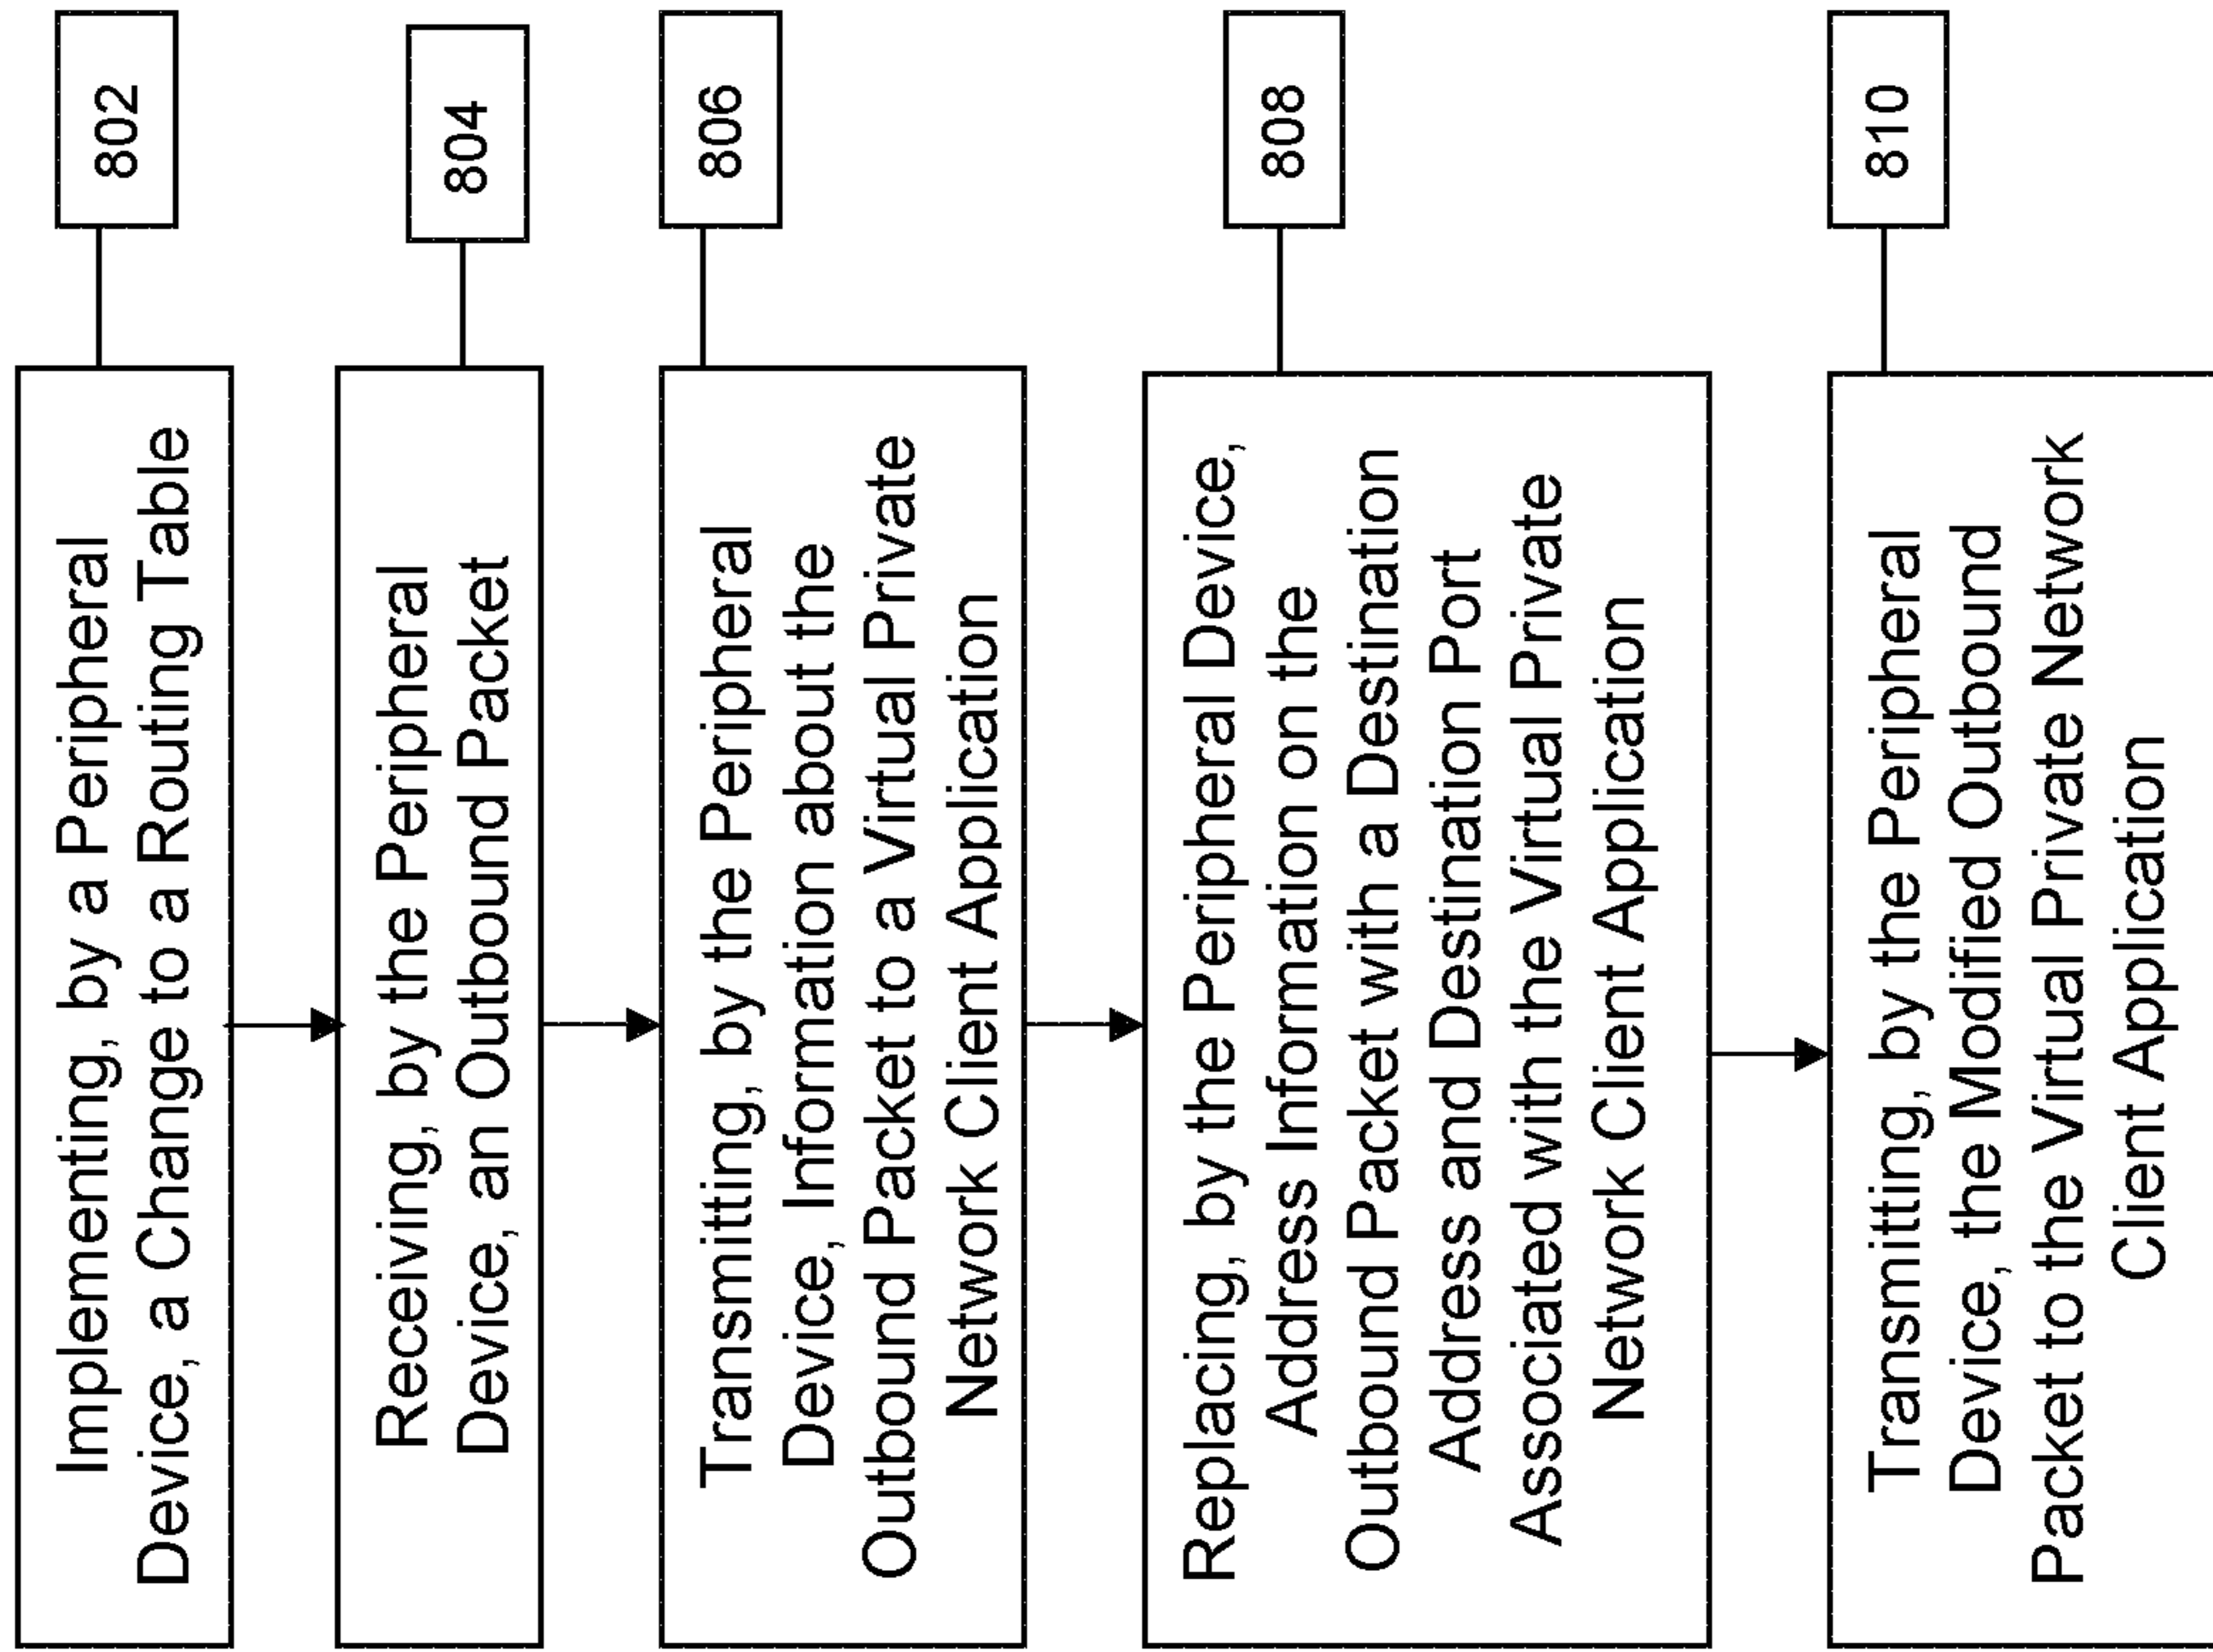 Implementing, by a Peripheral
Device, a Change to a Routing Table
802
Receiving, by the Peripheral
Device, an Outbound Packet
804
Transmitting, by the Peripheral
Device, Information about the
Outbound Packet to a Virtual Private
Network Client Application
806
Replacing, by the Peripheral Device,
Address Information on the
Outbound Packet with a Destination
Address and Destination Port
Associated with the Virtual Private
Network Client Application
808
Transmitting, by the Peripheral
Device, the Modified Outbound
Packet to the Virtual Private Network
Client Application
810